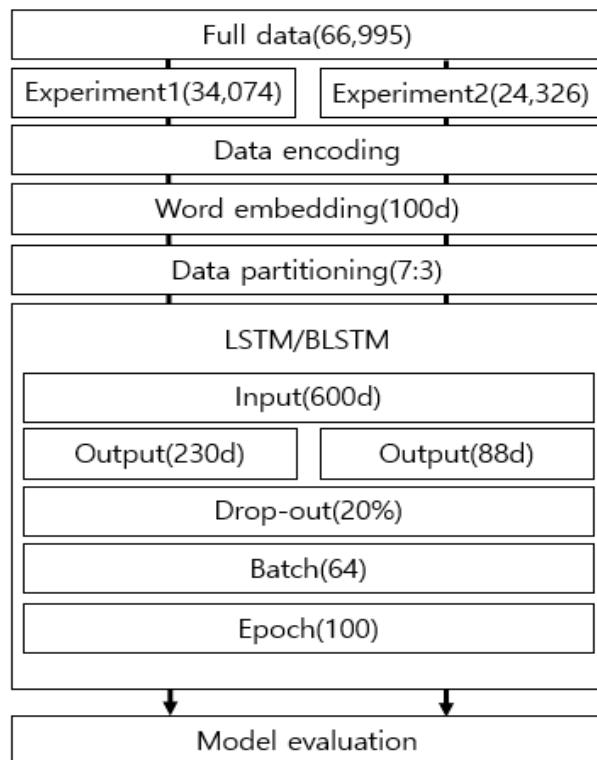 Full data(66,995)
Experiment1(34,074)
Experiment2(24,326)
Data encoding
Word embedding(100d)
Data partitioning(7:3)
LSTM/BLSTM
Input(600d)
Output(230d)
Output(88d)
Drop-out(20%)
Batch(64)
Epoch(100)
Model evaluation